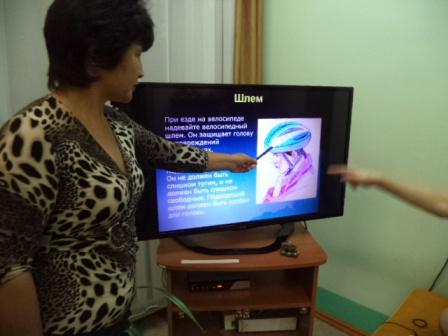 Шлем
При езде на велосипеде
надевайте велосипедный
шлем. Он защищает голову
повреждений
Он не должен быть
слишком тугим, и не
должен быть слишком
свободным. Подходящий
шлем должен быть удобен
для головы.